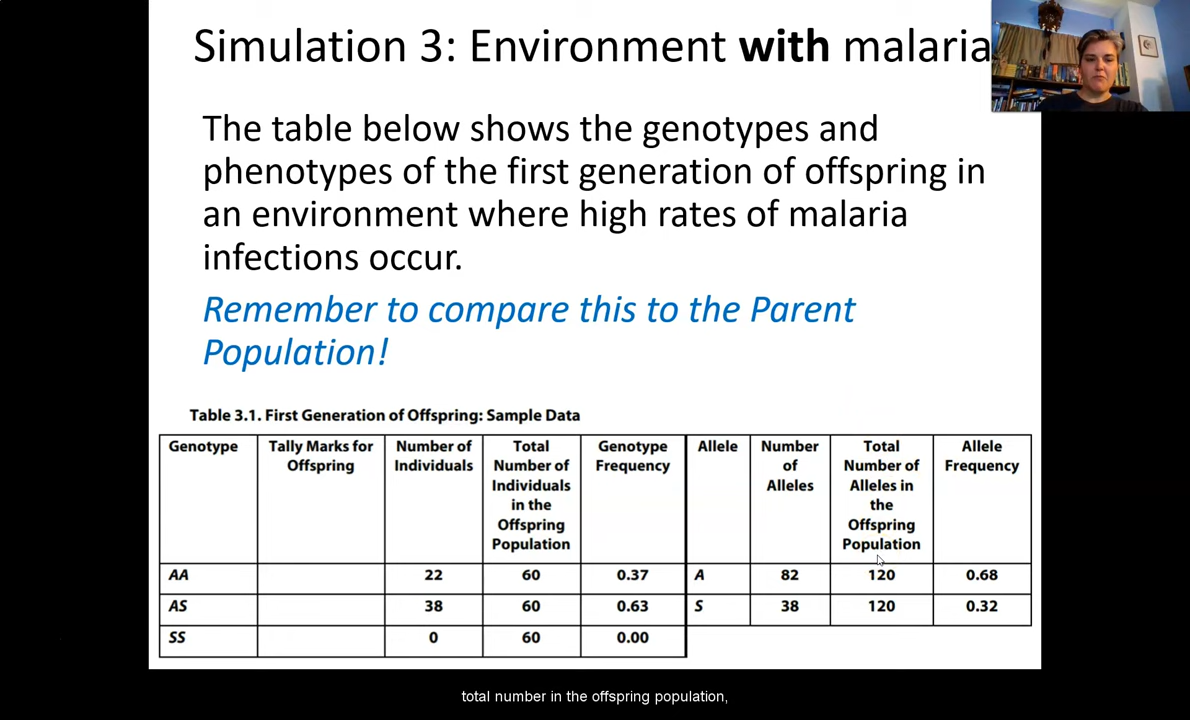 Simulation 3: Environment with malaria
The table below shows the genotypes and
phenotypes of the first generation of offspring in
an environment where high rates of malaria
infections occur.
Remember to compare this to the Parent
Population!
Table 3.1. First Generation of Offspring: Sample Data
Genotype Tally Marks for Offspring Number of Individuals Total Number of Individuals in the Offspring Population Genotype Frequency Allele Number of Alleles Total Number of Alleles in the Offspring Population Allele Frequency
AA 22 60 0.37 A 82 120 0.68
AS 38 60 0.63 S 38 120 0.32
SS 0 60 0.00
total number in the offspring population,